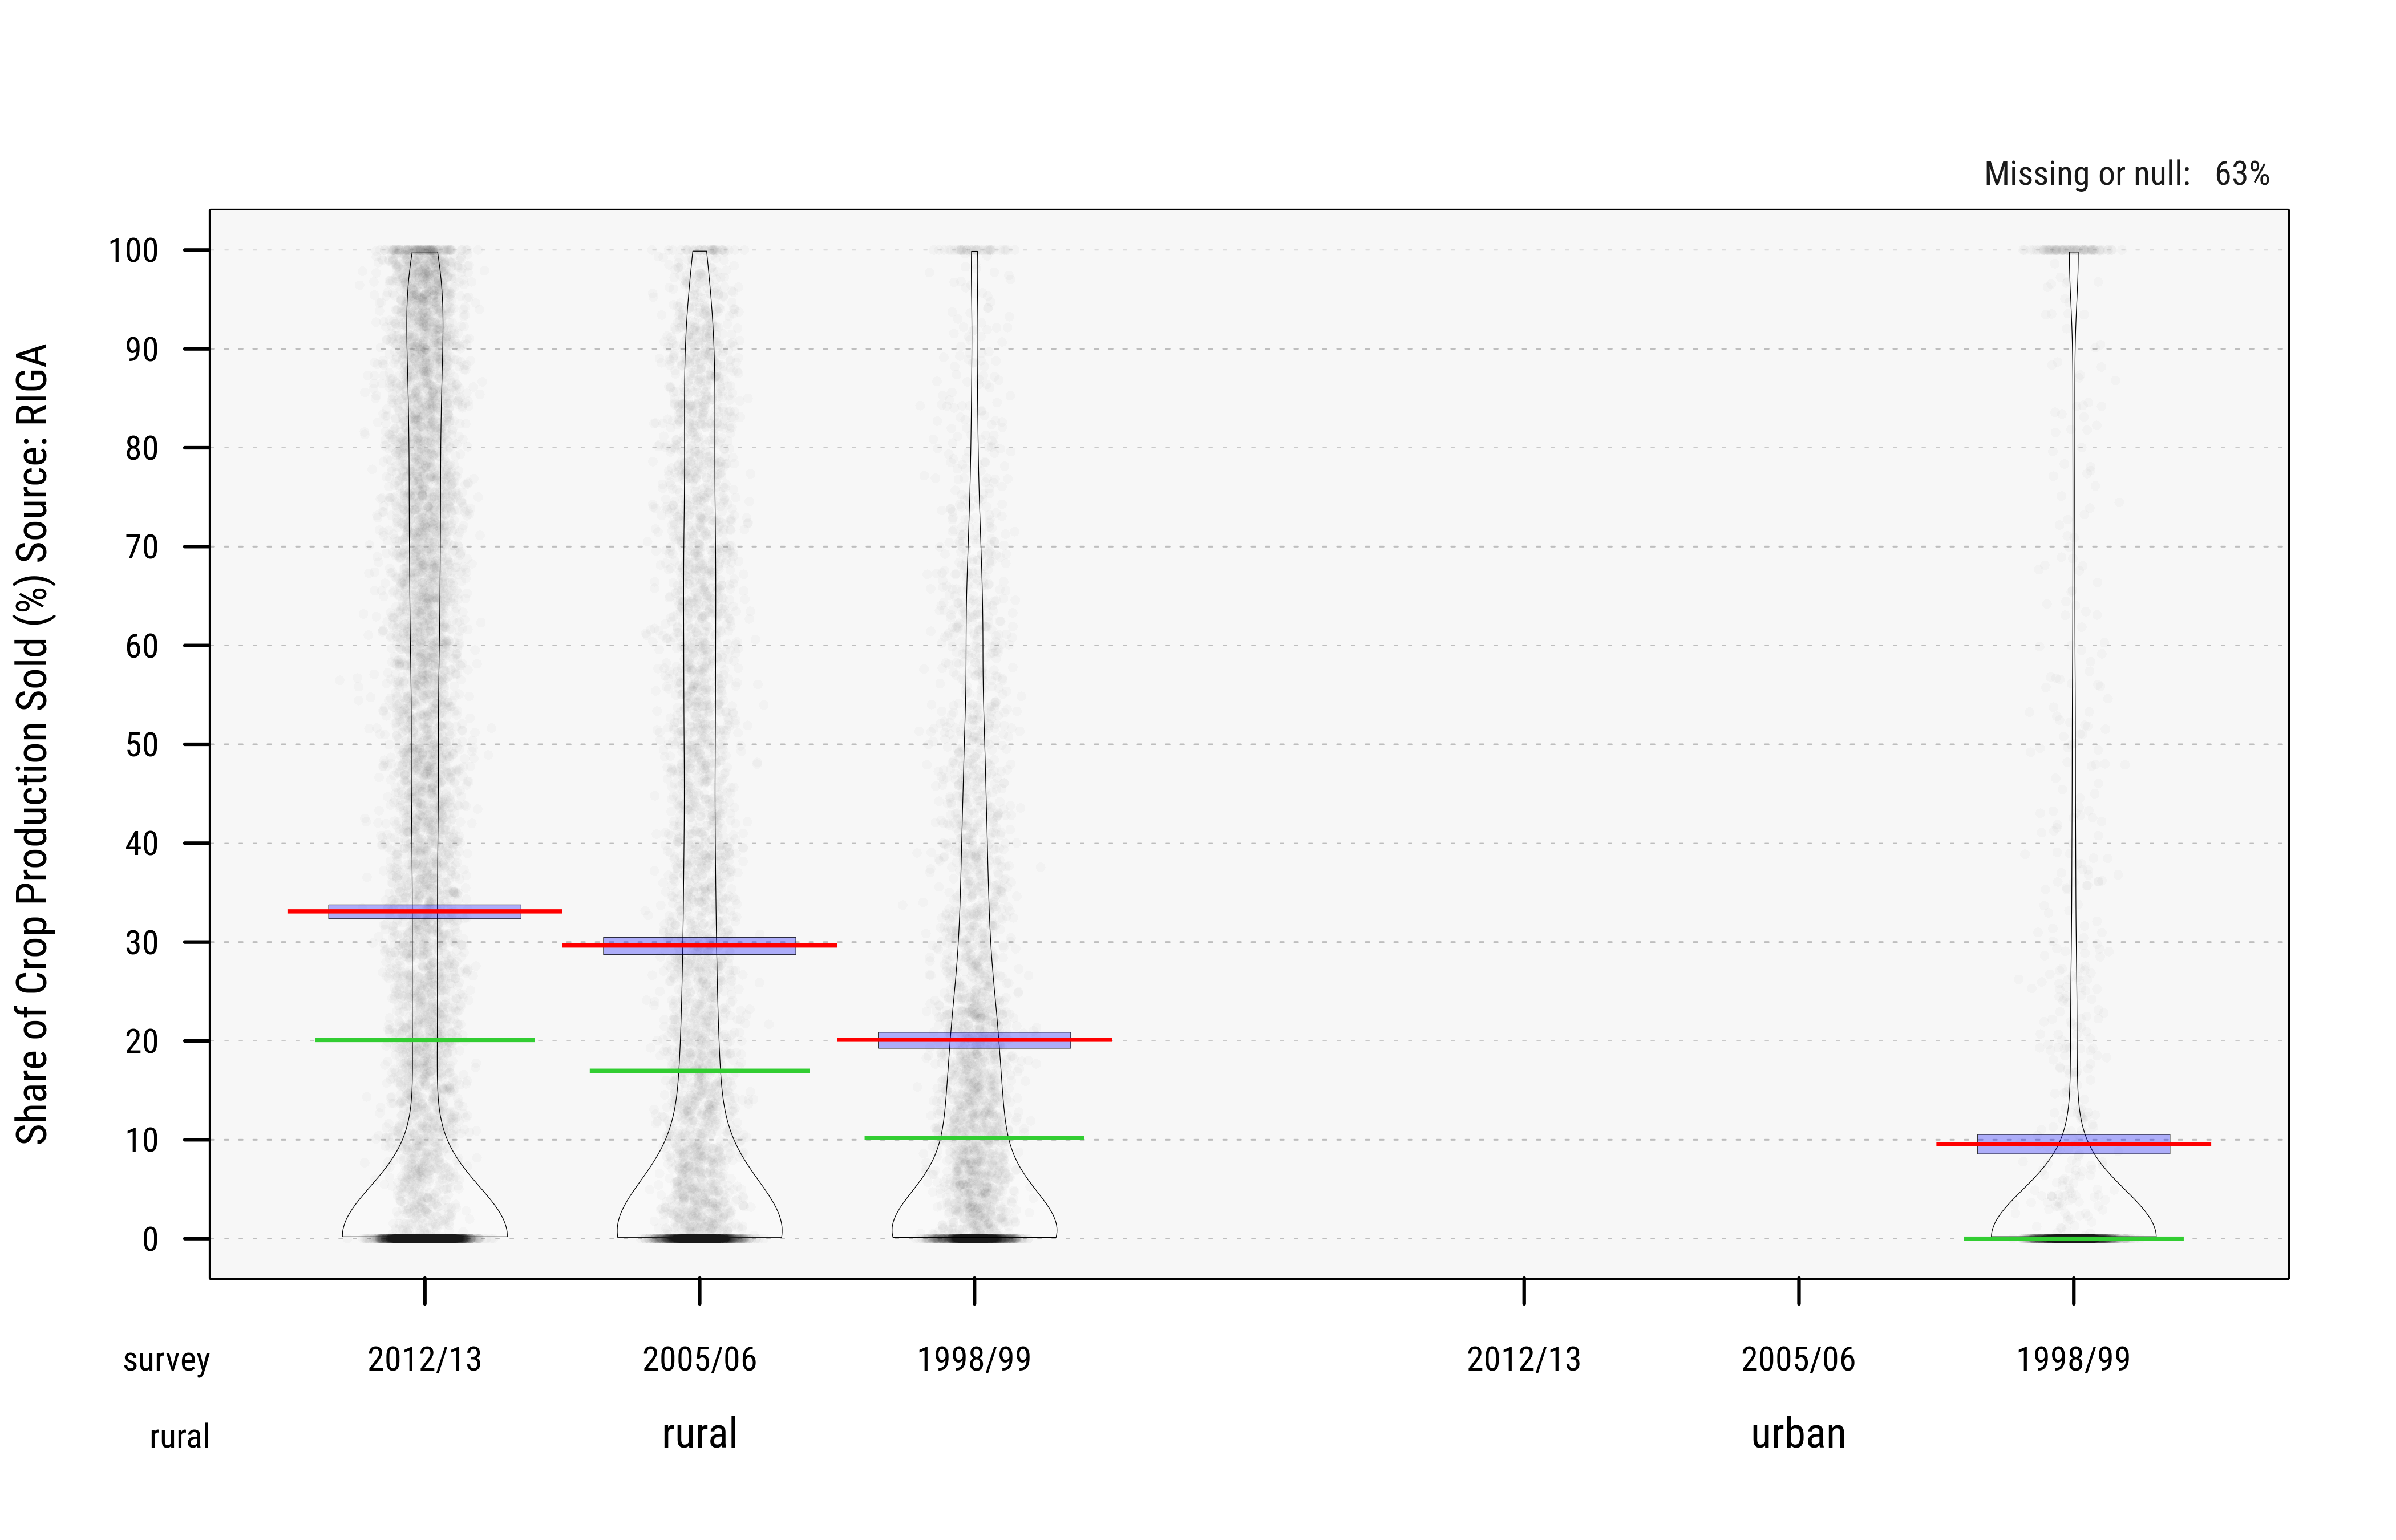 Missing or null: 63%
Share of Crop Production Sold (%) Source: RIGA
100
90
80
70
60
50
40
30
20
10
0
survey 2012/13 2005/06 1998/99 2012/13 2005/06 1998/99
rural rural urban